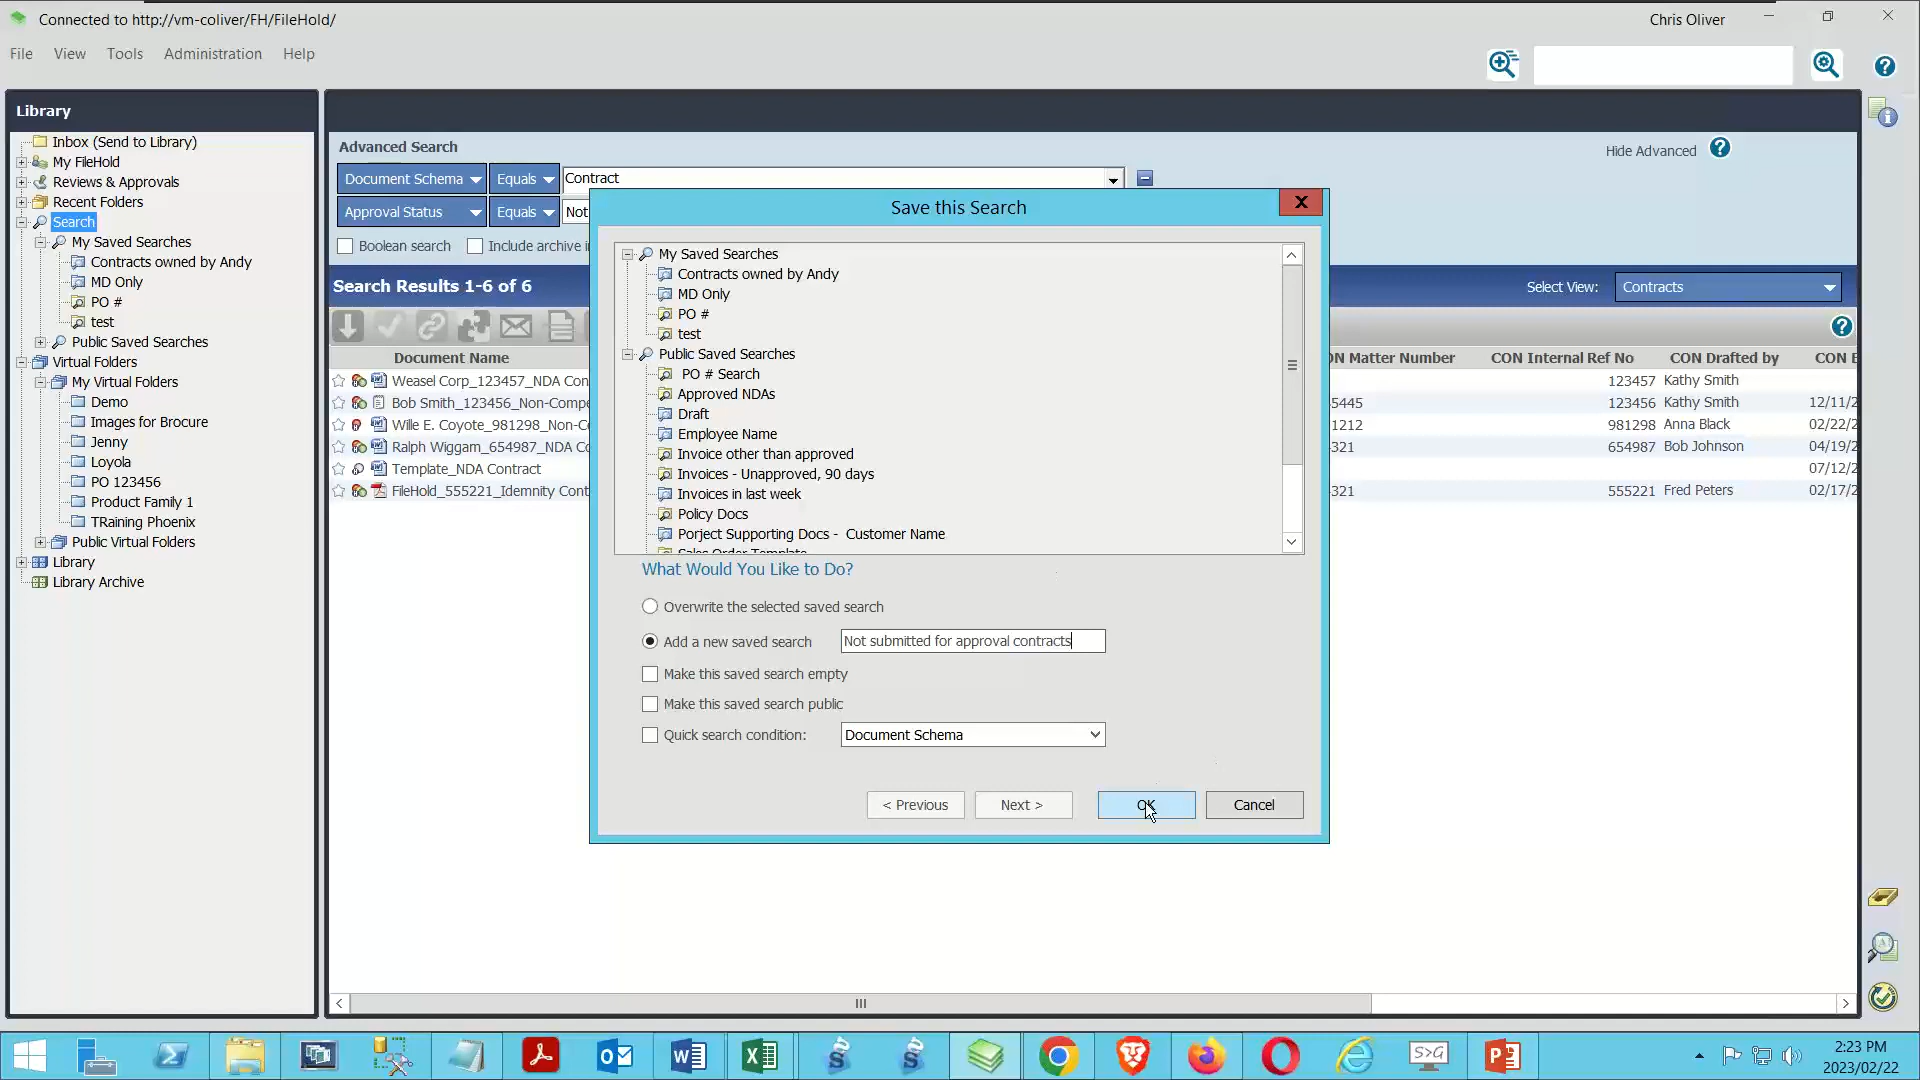 Connected to http://vm-coliver/FH/FileHold/
Chris Oliver
File View Tools Administration Help
Library
Inbox (Send to Library)
My FileHold
Reviews & Approvals
Recent Folders
Search
My Saved Searches
Contracts owned by Andy
MD Only
PO #
test
Public Saved Searches
Virtual Folders
My Virtual Folders
Demo
Images for Brocure
Jenny
Loyola
PO 123456
Product Family 1
TRaining Phoenix
Public Virtual Folders
Library
Library Archive
Advanced Search
Hide Advanced
Document Schema Equals Contract
Approval Status Equals Not
Boolean search Include archive
Search Results 1-6 of 6
Select View: Contracts
Document Name
Matter Number CON Internal Ref No CON Drafted by CON
Weasel Corp_123457_NDA 123457 Kathy Smith
Bob Smith_123456_ 5445 123456 Kathy Smith 12/11/2
Wille E. Coyote_981298_ 1212 981298 Anna Black 02/22/2
Ralph Wiggam_654987_NDA 321 654987 Bob Johnson 04/19/2
Template_NDA Contract 07/12/2
FileHold_555221_Idemnity 321 555221 Fred Peters 02/17/2
Save this Search
X
My Saved Searches
Contracts owned by Andy
MD Only
PO #
test
Public Saved Searches
PO # Search
Approved NDAs
Draft
Employee Name
Invoice other than approved
Invoices - Unapproved, 90 days
Invoices in last week
Policy Docs
Porject Supporting Docs - Customer Name
Sales Order Template
What Would You Like to Do?
Overwrite the selected saved search
Add a new saved search Not submitted for approval contracts
Make this saved search empty
Make this saved search public
Quick search condition: Document Schema
< Previous Next > OK Cancel
2:23 PM
2023/02/22